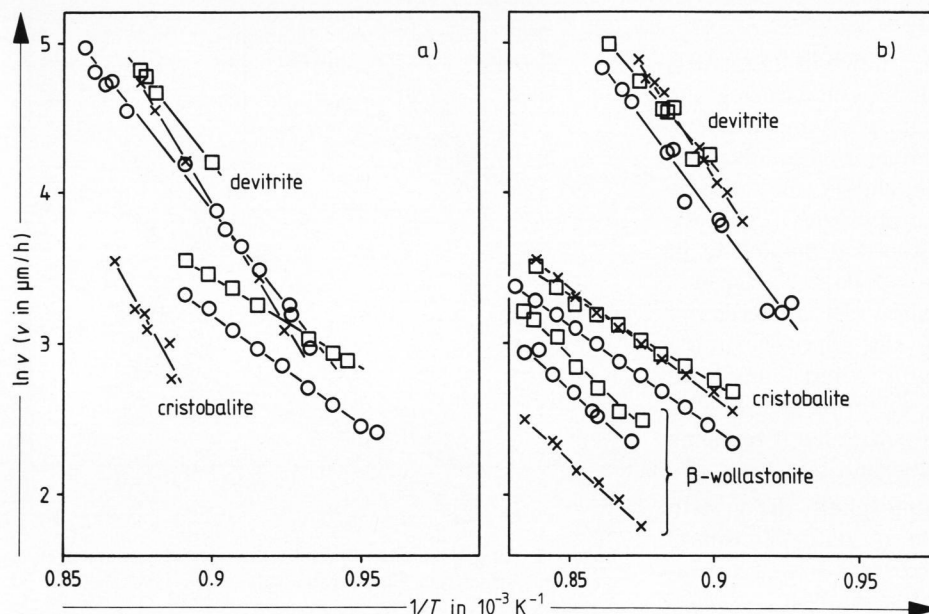 a)
b)
5
4
3
2
ln v (v in μm/h)
devitrite
cristobalite
devitrite
cristobalite
β-wollastonite
0.85
0.9
0.95
0.85
0.9
0.95
1/T in 10⁻³ K⁻¹